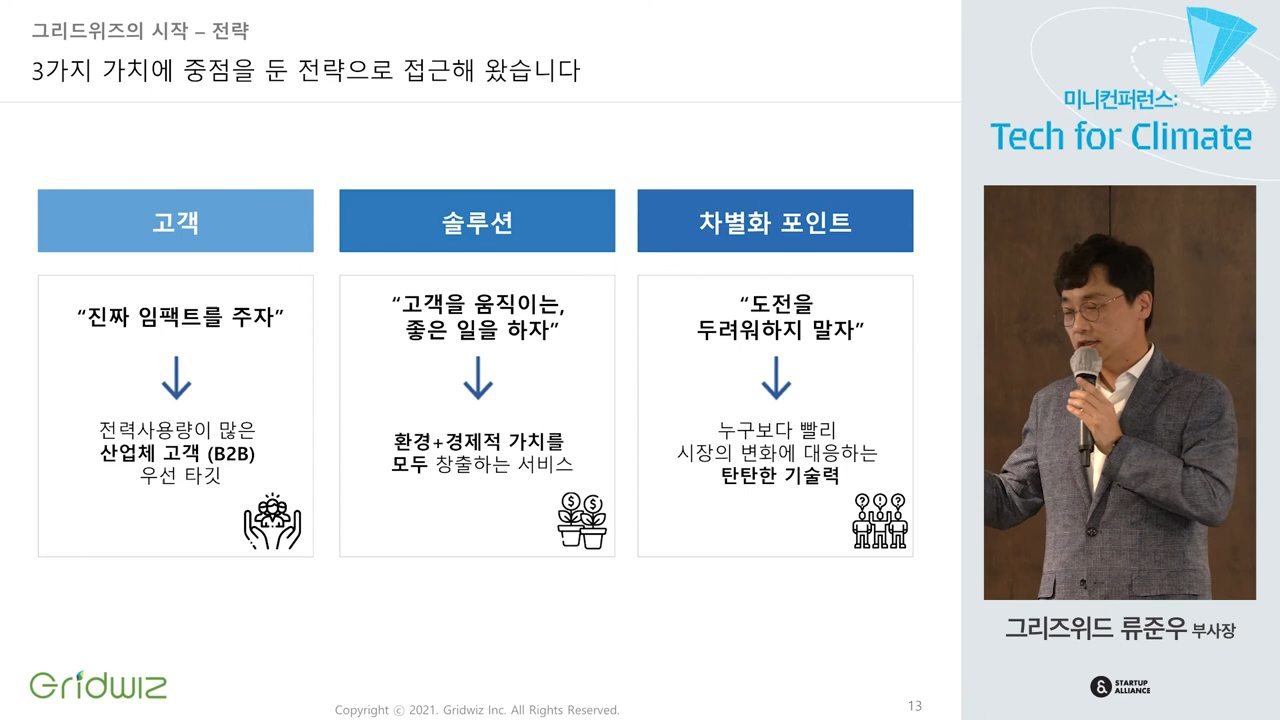 그리드위즈의 시작 – 전략
3가지 가치에 중점을 둔 전략으로 접근해 왔습니다
고객
“진짜 임팩트를 주자”
전력사용량이 많은
산업체 고객 (B2B)
우선 타깃
솔루션
“고객을 움직이는,
좋은 일을 하자”
환경+경제적 가치를
모두 창출하는 서비스
차별화 포인트
“도전을
두려워하지 말자”
누구보다 빨리
시장의 변화에 대응하는
탄탄한 기술력
Gridwiz
Copyright ⓒ 2021. Gridwiz Inc. All Rights Reserved.
13
미니컨퍼런스:
Tech for Climate
그리즈위드 류준우 부사장
&
STARTUP
ALLIANCE